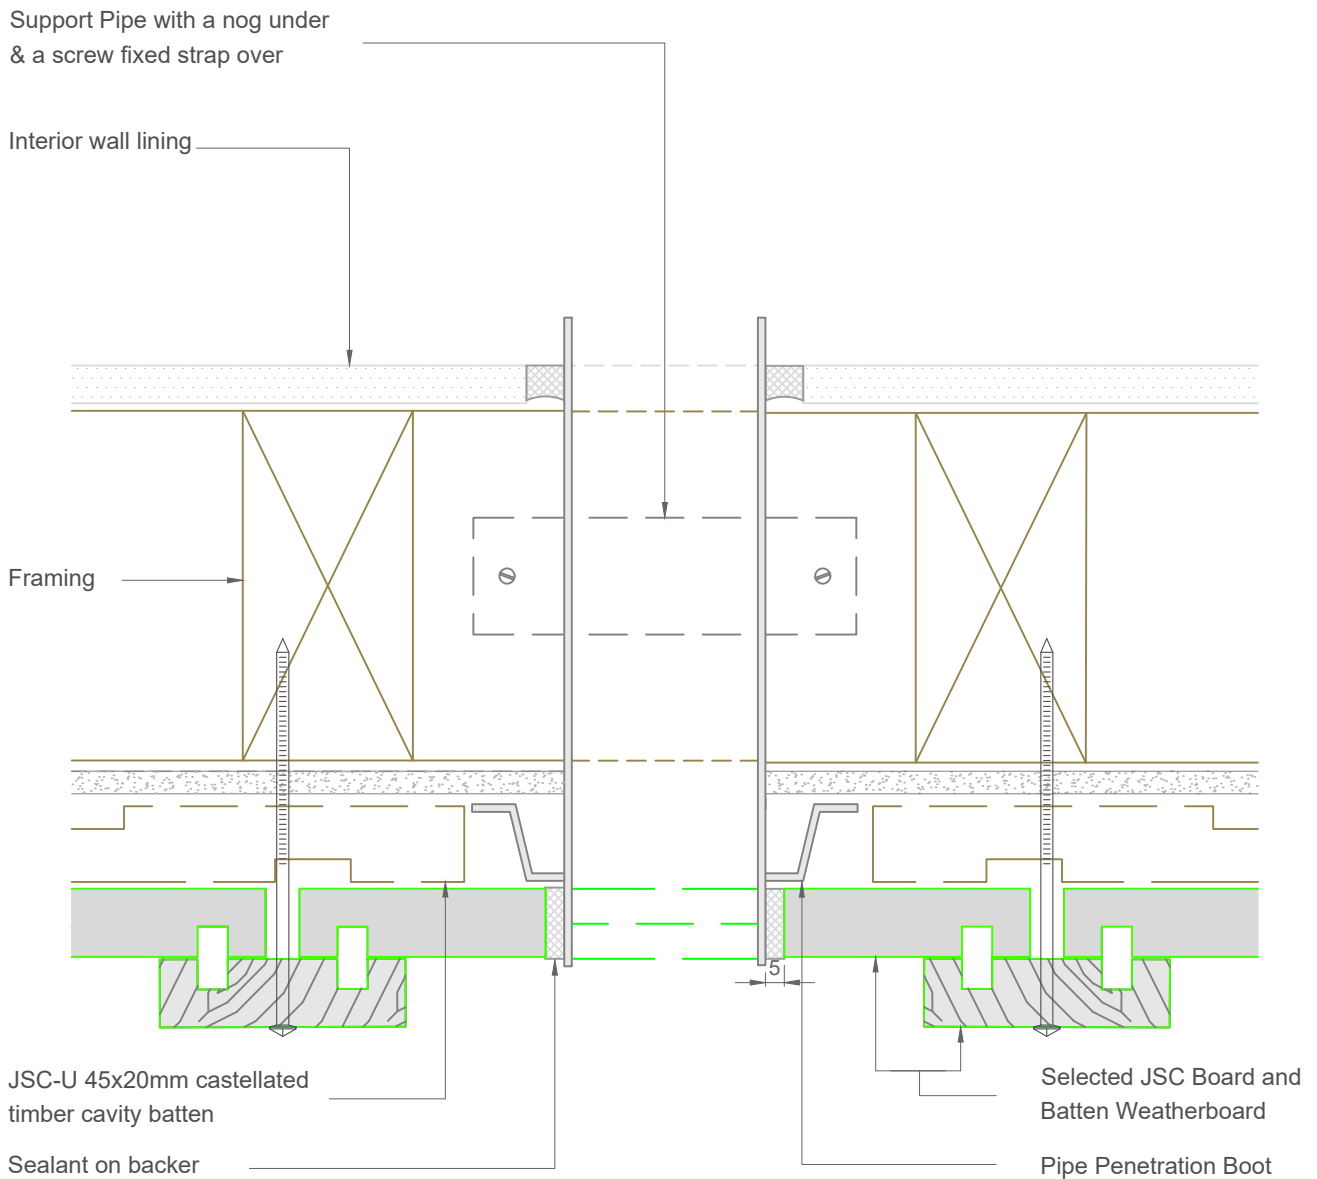 Support Pipe with a nog under
& a screw fixed strap over
Interior wall lining
Framing
5
JSC-U 45x20mm castellated
timber cavity batten
Sealant on backer
Selected JSC Board and
Batten Weatherboard
Pipe Penetration Boot